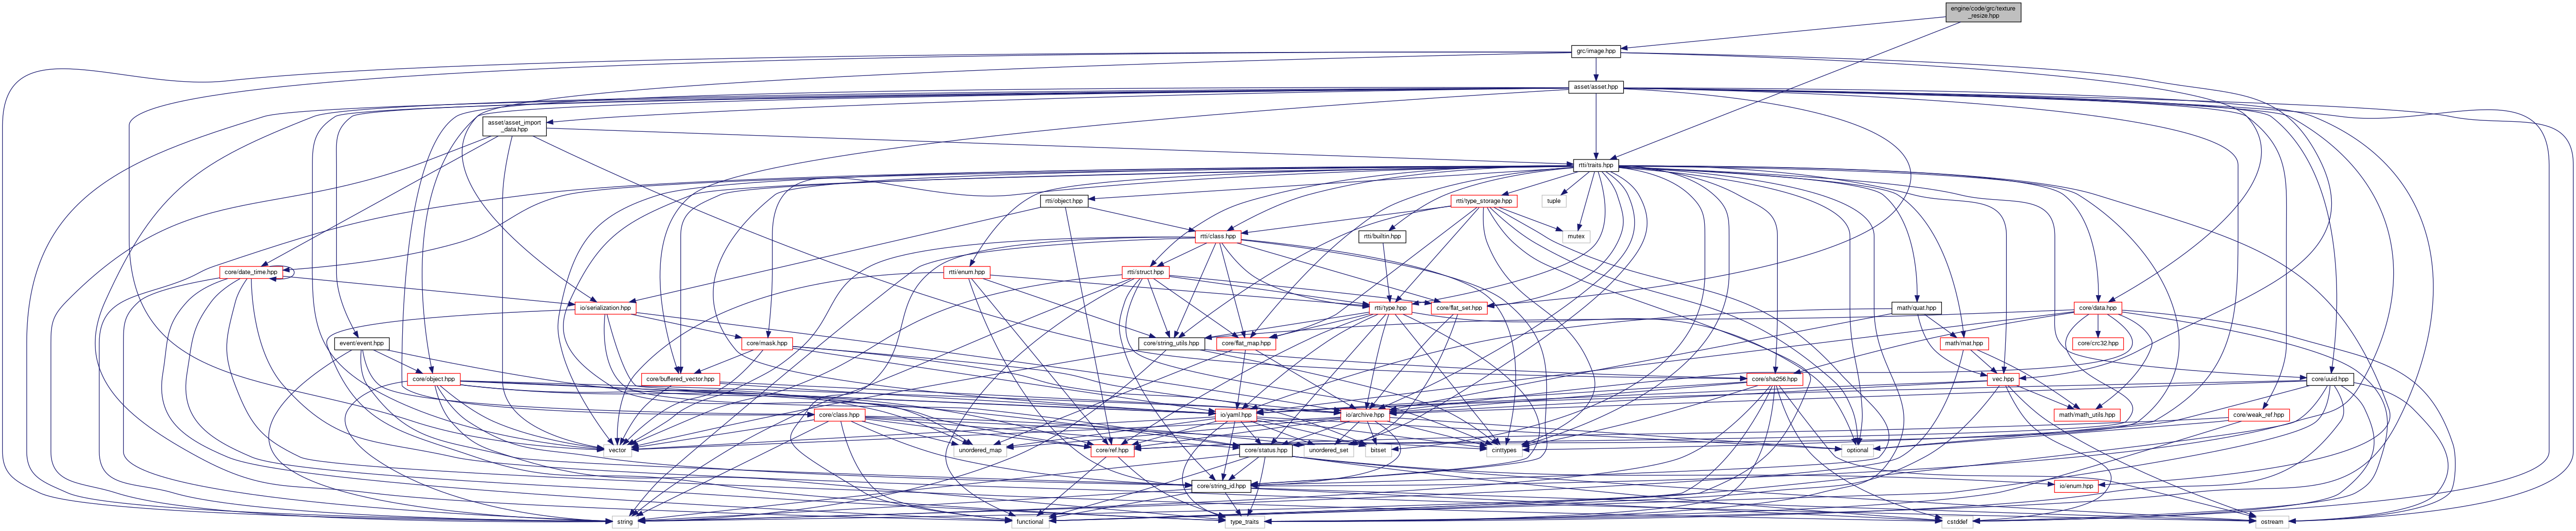 engine/code/grc/texture
_resize.hpp
grc/image.hpp
asset/asset.hpp
asset/asset_import
_data.hpp
rtti/traits.hpp
rtti/object.hpp
rtti/type_storage.hpp
tuple
rtti/class.hpp
rtti/builtin.hpp
mutex
core/date_time.hpp
rtti/enum.hpp
rtti/struct.hpp
io/serialization.hpp
rtti/type.hpp
core/flat_set.hpp
math/quat.hpp
core/data.hpp
event/event.hpp
core/mask.hpp
core/string_utils.hpp
core/flat_map.hpp
math/mat.hpp
core/crc32.hpp
core/object.hpp
core/buffered_vector.hpp
core/sha256.hpp
vec.hpp
core/uuid.hpp
core/class.hpp
io/yaml.hpp
io/archive.hpp
math/math_utils.hpp
core/weak_ref.hpp
vector
unordered_map
core/ref.hpp
core/status.hpp
unordered_set
bitset
cinttypes
optional
core/string_id.hpp
io/enum.hpp
string
functional
type_traits
cstddef
ostream